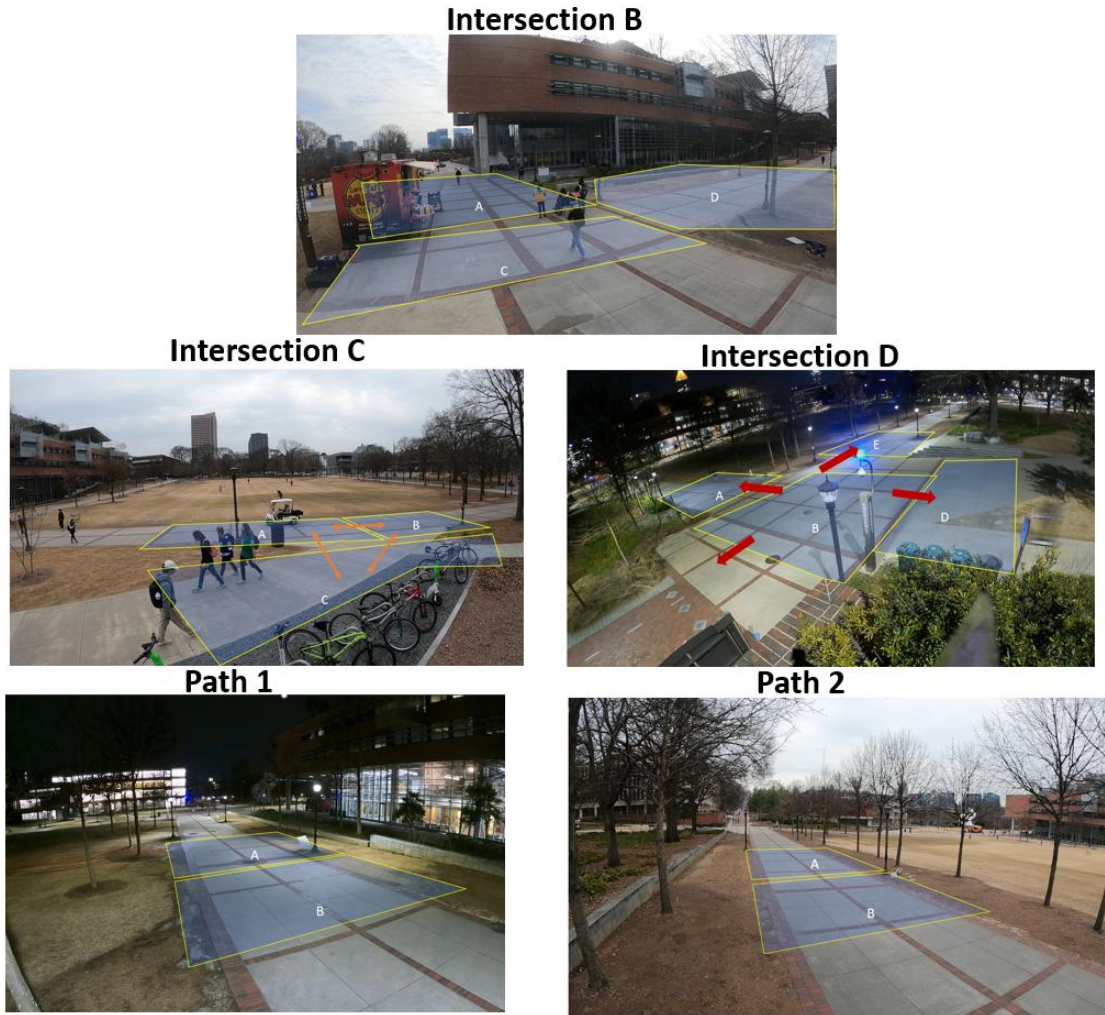 Intersection B
A
D
C
Intersection C
Intersection D
A
B
C
E
A
B
D
Path 1
Path 2
A
B
A
B